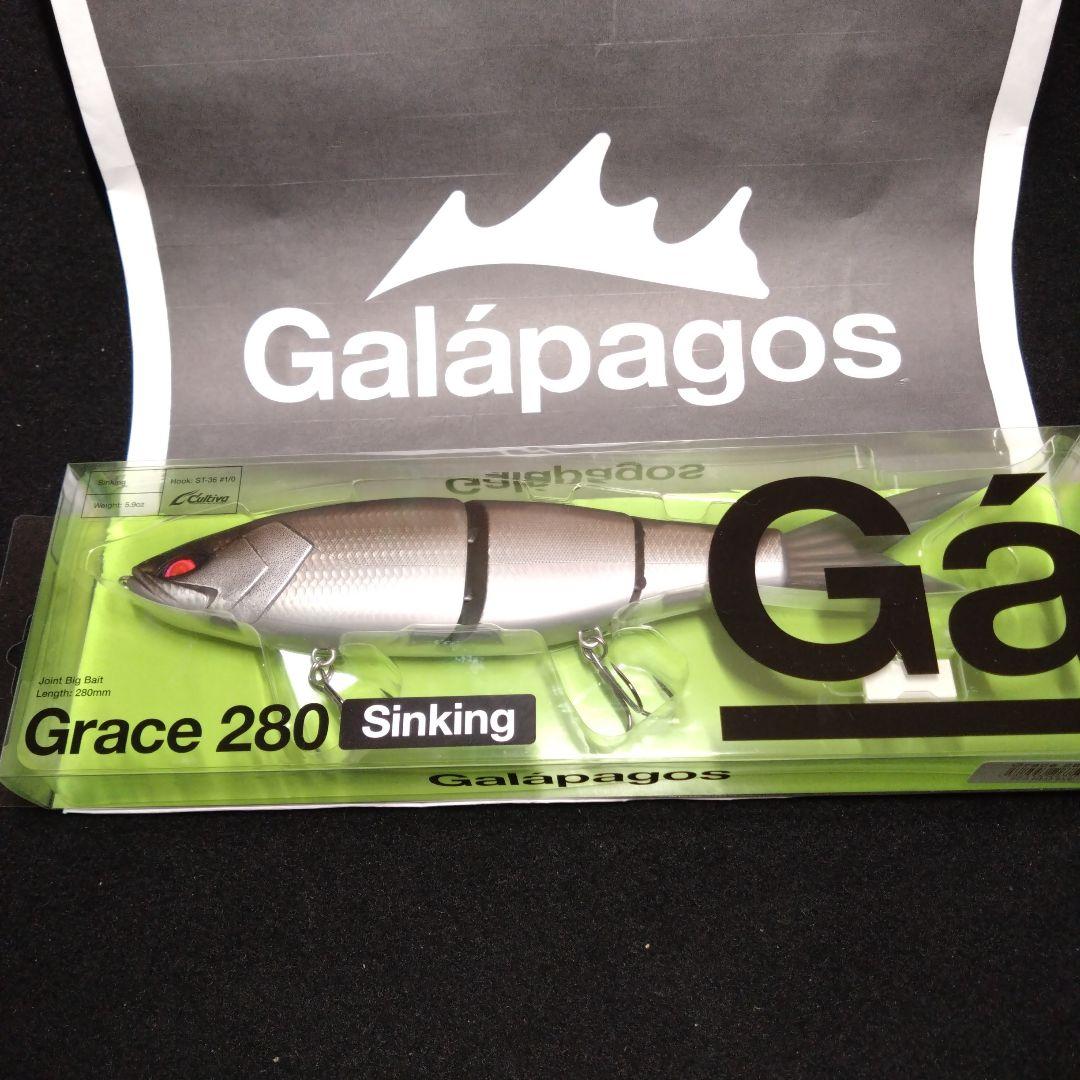 Galápagos
Galápagos
Sinking
Hook: ST-36 #1/0
Weight: 5.9oz
Cultiva
Gá
Joint Big Bait
Length: 280mm
Grace 280 Sinking
Galápagos